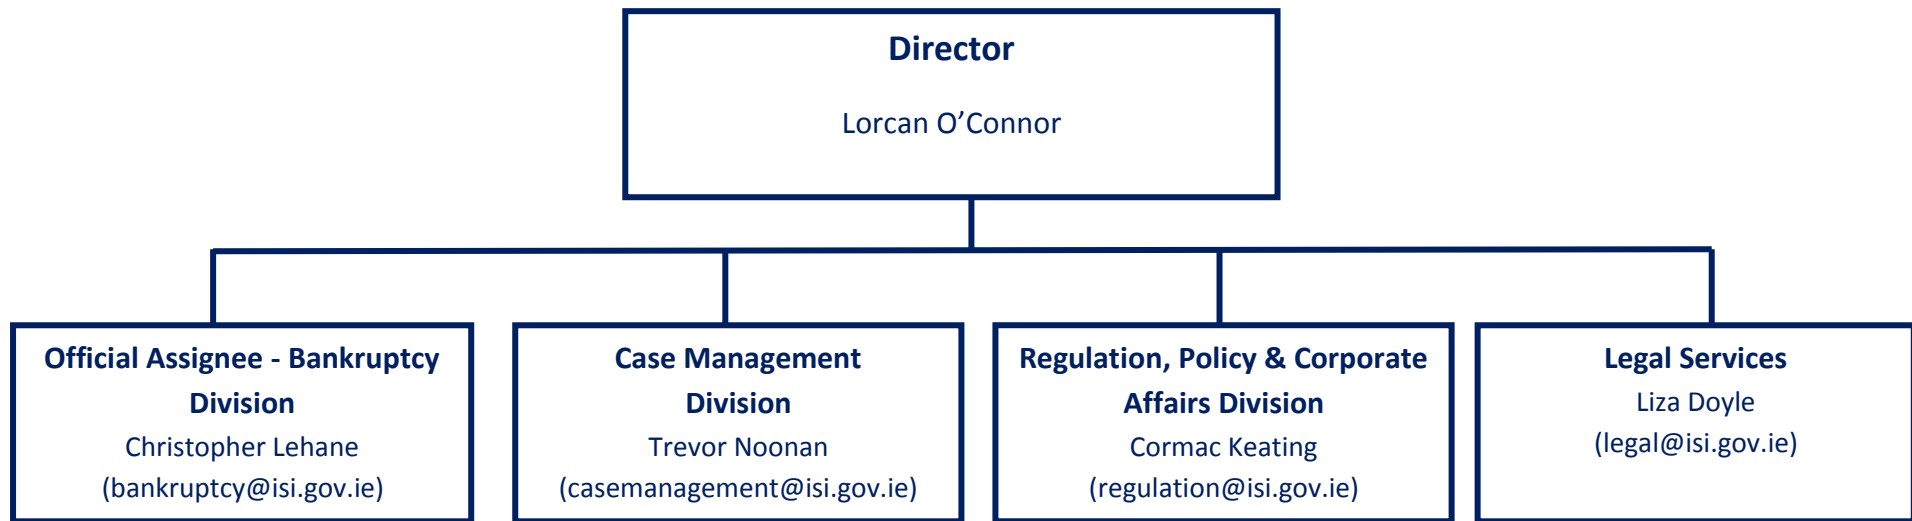 Director
Lorcan O’Connor
Official Assignee - Bankruptcy
Division
Christopher Lehane
(bankruptcy@isi.gov.ie)
Case Management
Division
Trevor Noonan
(casemanagement@isi.gov.ie)
Regulation, Policy & Corporate
Affairs Division
Cormac Keating
(regulation@isi.gov.ie)
Legal Services
Liza Doyle
(legal@isi.gov.ie)